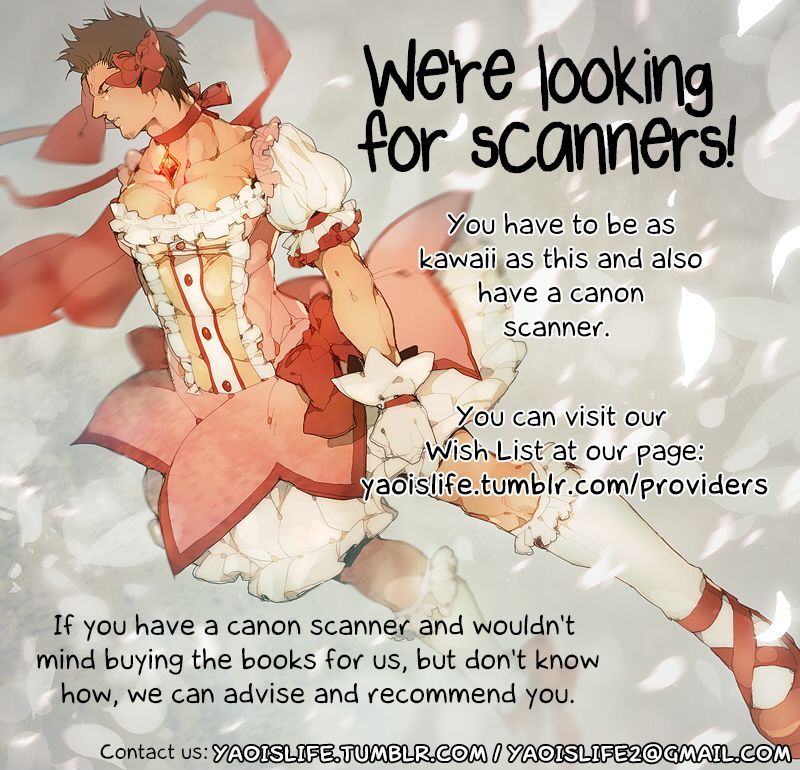 We're looking
for scanners!
You have to be as
kawaii as this and also
have a canon
scanner.
You can visit our
Wish List at our page:
yaoislife.tumblr.com/providers
If you have a canon scanner and wouldn't
mind buying the books for us, but don't know
how, we can advise and recommend you.
Contact us: YAOISLIFE.TUMBLR.COM / YAOISLIFE2@GMAIL.COM